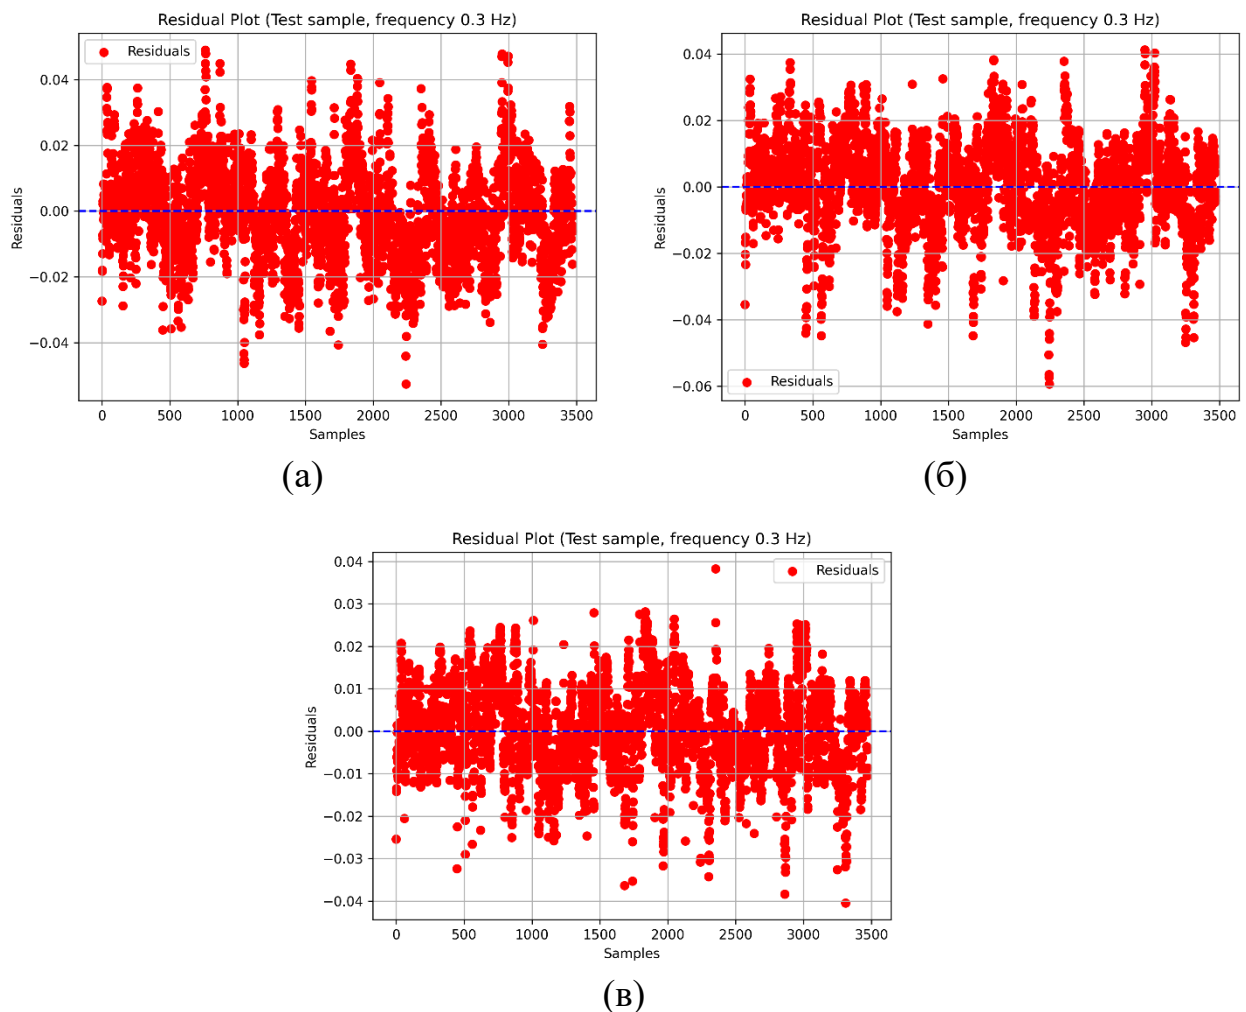 Residual Plot (Test sample, frequency 0.3 Hz)
Residuals
0.04
0.02
0.00
−0.02
−0.04
Residuals
0 500 1000 1500 2000 2500 3000 3500
Samples
(а)
Residual Plot (Test sample, frequency 0.3 Hz)
0.04
0.02
0.00
−0.02
−0.04
−0.06
Residuals
Residuals
0 500 1000 1500 2000 2500 3000 3500
Samples
(б)
Residual Plot (Test sample, frequency 0.3 Hz)
Residuals
0.04
0.03
0.02
0.01
0.00
−0.01
−0.02
−0.03
−0.04
Residuals
0 500 1000 1500 2000 2500 3000 3500
Samples
(в)